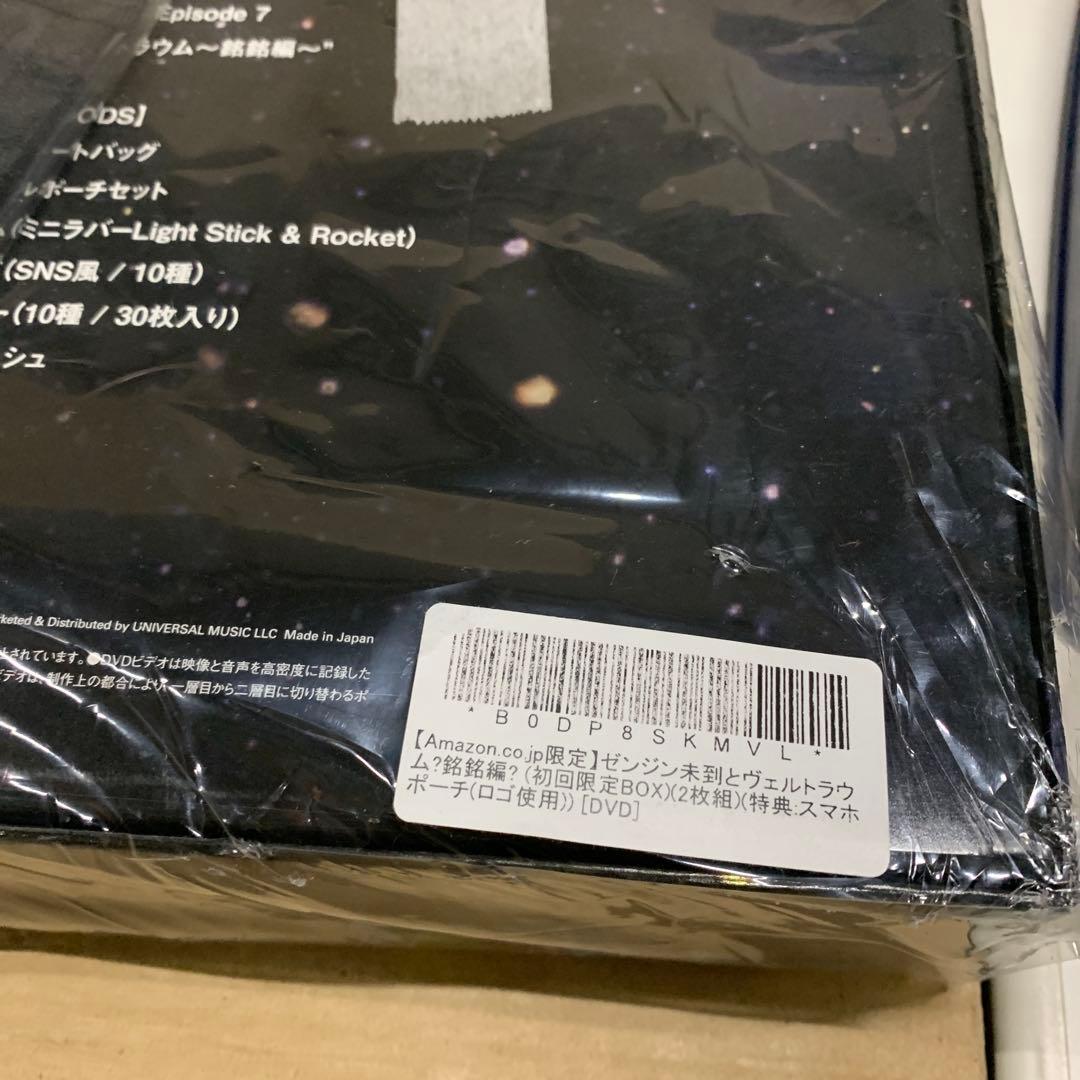 Episode 7
ラウム〜銘銘編〜"
ODS】
ートバッグ
ルポーチセット
(ミニラバーLight Stick & Rocket)
(SNS風 / 10種)
ー(10種 / 30枚入り)
シュ
rketed & Distributed by UNIVERSAL MUSIC LLC Made in Japan
されています。●DVDビデオは映像と音声を高密度に記録した
ビデオは、制作上の都合により、一層目から二層目に切り替わるポ
*B0DP8SKMVL*
【Amazon.co.jp限定】ゼンジン未到とヴェルトラウ
ム?銘銘編? (初回限定BOX)(2枚組)(特典:スマホ
ポーチ(ロゴ使用)) [DVD]